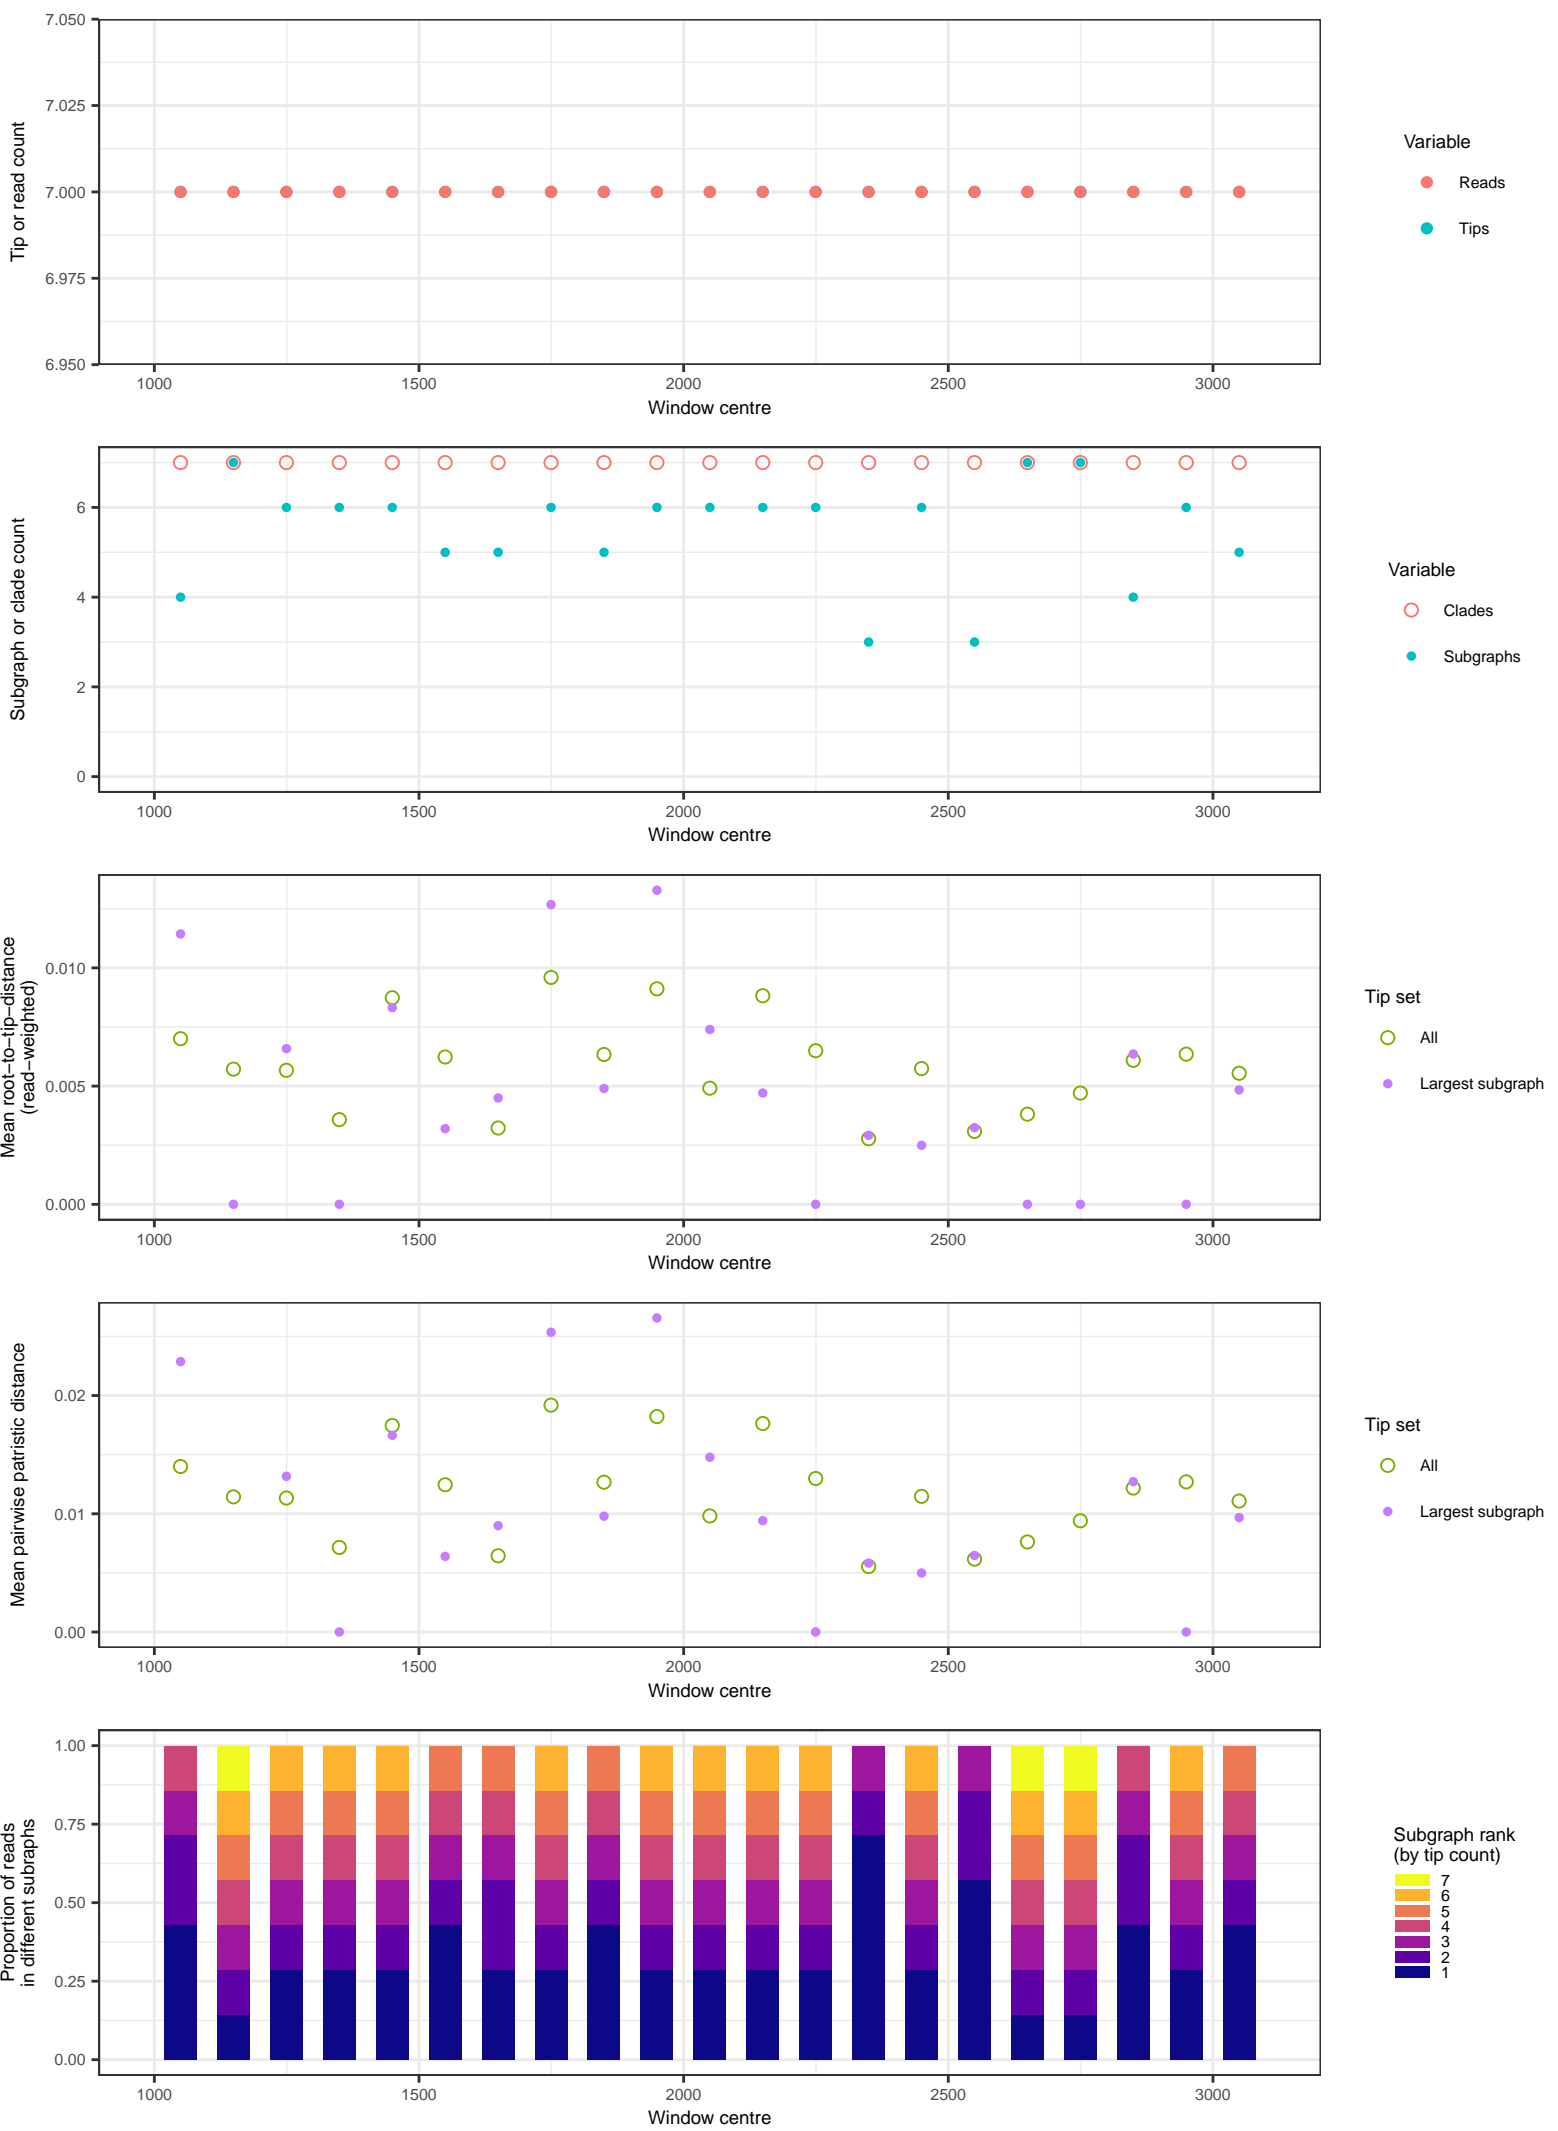 7.050
7.025
7.000
6.975
6.950
Tip or read count
1000 1500 2000 2500 3000
Window centre
Variable
Reads
Tips
6
4
2
0
Subgraph or clade count
1000 1500 2000 2500 3000
Window centre
Variable
Clades
Subgraphs
0.010
0.005
0.000
Mean root−to−tip−distance
(read−weighted)
1000 1500 2000 2500 3000
Window centre
Tip set
All
Largest subgraph
0.02
0.01
0.00
Mean pairwise patristic distance
1000 1500 2000 2500 3000
Window centre
Tip set
All
Largest subgraph
1.00
0.75
0.50
0.25
0.00
Proportion of reads
in different subraphs
1000 1500 2000 2500 3000
Window centre
Subgraph rank
(by tip count)
7
6
5
4
3
2
1